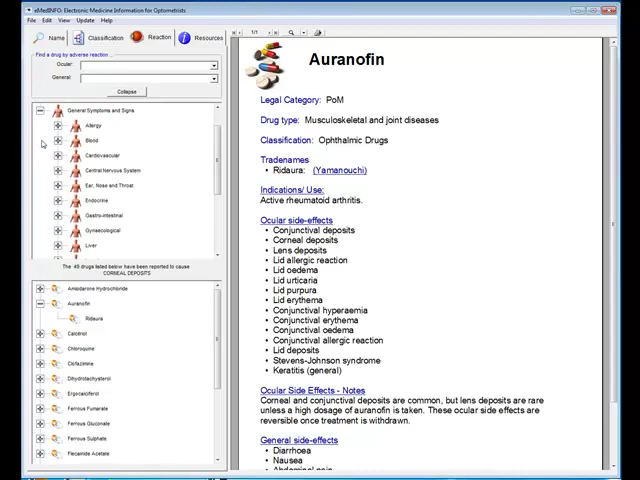 eMedINFO: Electronic Medicine Information for Optometrists
File Edit View Update Help
Name Classification Reaction Resources
1/1
Find a drug by adverse reaction ...
Ocular:
General:
Collapse
General Symptoms and Signs
Allergy
Blood
Cardiovascular
Central Nervous System
Ear, Nose and Throat
Endocrine
Gastro-intestinal
Gynaecological
Liver
The 49 drugs listed below have been reported to cause
CORNEAL DEPOSITS
Amiodarone Hydrochloride
Auranofin
Ridaura
Calcitriol
Chloroquine
Clofazimine
Dihydrotachysterol
Ergocalciferol
Ferrous Fumarate
Ferrous Gluconate
Ferrous Sulphate
Flecainide Acetate
Auranofin
Legal Category: PoM
Drug type: Musculoskeletal and joint diseases
Classification: Ophthalmic Drugs
Tradenames
• Ridaura: (Yamanouchi)
Indications/ Use:
Active rheumatoid arthritis.
Ocular side-effects
• Conjunctival deposits
• Corneal deposits
• Lens deposits
• Lid allergic reaction
• Lid oedema
• Lid urticaria
• Lid purpura
• Lid erythema
• Conjunctival hyperaemia
• Conjunctival erythema
• Conjunctival oedema
• Conjunctival allergic reaction
• Lid deposits
• Stevens-Johnson syndrome
• Keratitis (general)
Ocular Side Effects - Notes
Corneal and conjunctival deposits are common, but lens deposits are rare
unless a high dosage of auranofin is taken. These ocular side effects are
reversible once treatment is withdrawn.
General side-effects
• Diarrhoea
• Nausea
• Abdominal pain